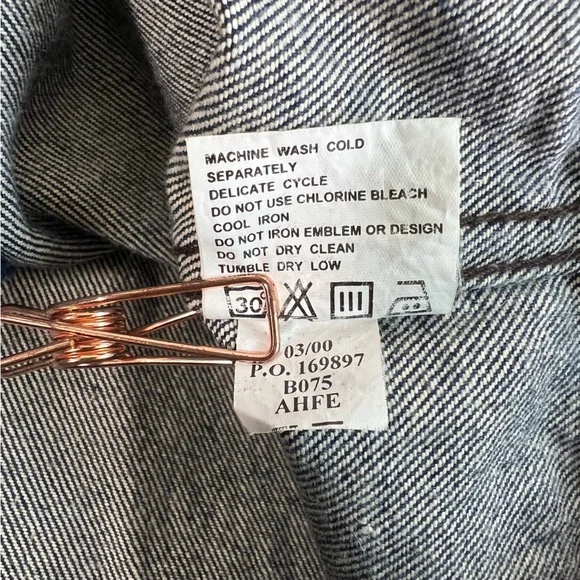 MACHINE WASH COLD
SEPARATELY
DELICATE CYCLE
DO NOT USE CHLORINE BLEACH
COOL IRON
DO NOT IRON EMBLEM OR DESIGN
DO NOT DRY CLEAN
TUMBLE DRY LOW
30°
03/00
P.O. 169897
B075
AHFE